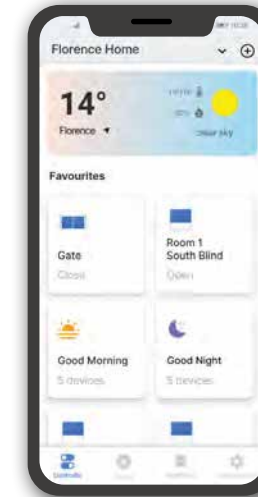 Florence Home
14°
Florence
clear sky
Favourites
Gate
Close
Room 1
South Blind
Open
Good Morning
5 devices
Good Night
5 devices
Controls